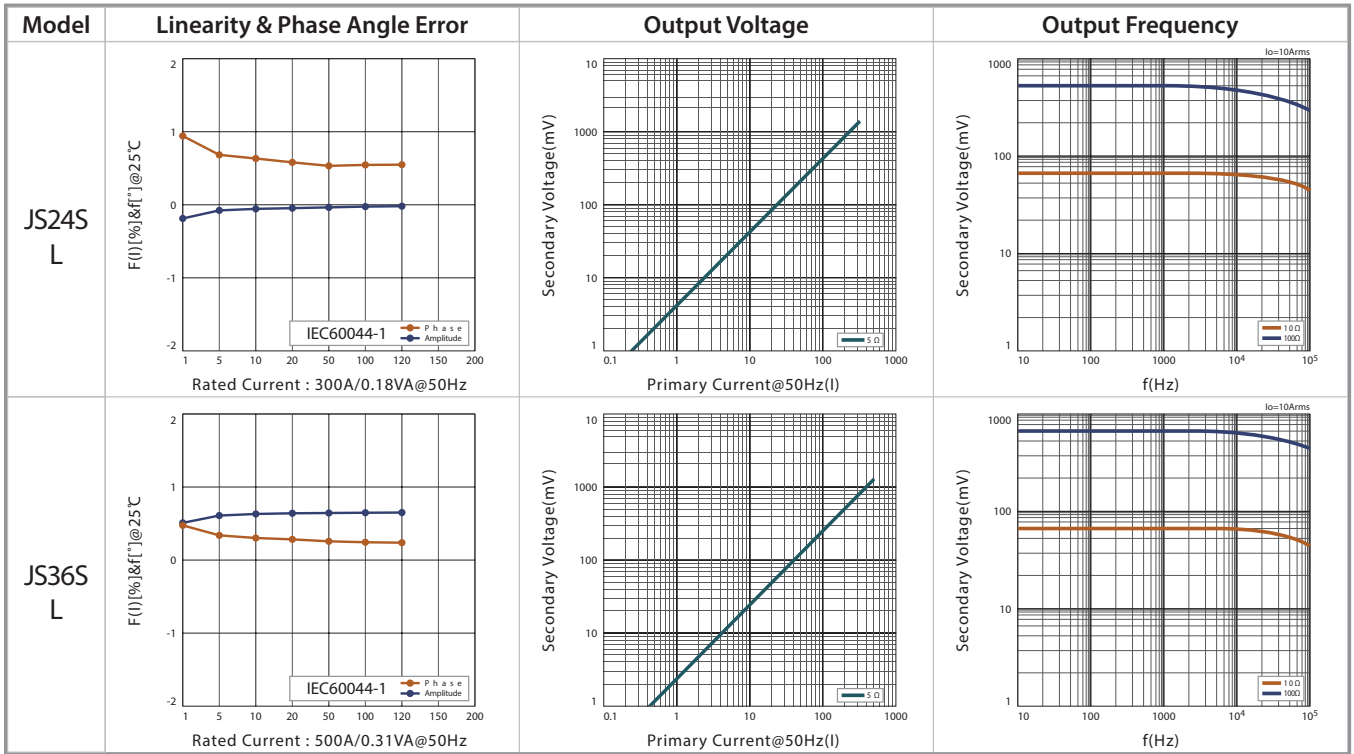 Model Linearity & Phase Angle Error Output Voltage Output Frequency
JS24S
L
F(I)[%]&f[°]@25℃
2
1
0
-1
-2
1 5 10 20 50 100 120 150 200
IEC60044-1
Phase
Amplitude
Rated Current : 300A/0.18VA@50Hz
Secondary Voltage(mV)
10
1000
100
10
1
0.1 1 10 100 1000
5 Ω
Primary Current@50Hz(I)
Io=10Arms
Secondary Voltage(mV)
1000
100
10
1
10 100 1000 10⁴ 10⁵
10Ω
100Ω
f(Hz)
JS36S
L
F(I)[%]&f[°]@25℃
2
1
0
-1
-2
1 5 10 20 50 100 120 150 200
IEC60044-1
Phase
Amplitude
Rated Current : 500A/0.31VA@50Hz
Secondary Voltage(mV)
10
1000
100
10
1
0.1 1 10 100 1000
5 Ω
Primary Current@50Hz(I)
Io=10Arms
Secondary Voltage(mV)
1000
100
10
1
10 100 1000 10⁴ 10⁵
10Ω
100Ω
f(Hz)